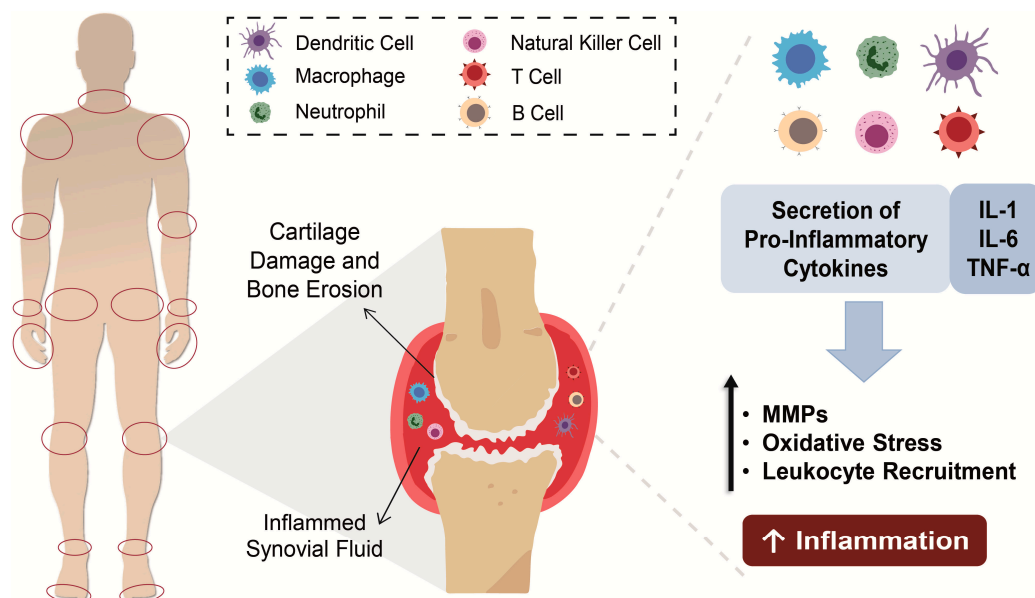 Dendritic Cell
Macrophage
Neutrophil
Natural Killer Cell
T Cell
B Cell
Cartilage
Damage and
Bone Erosion
Inflammed
Synovial Fluid
Secretion of
Pro-Inflammatory
Cytokines
IL-1
IL-6
TNF-α
• MMPs
• Oxidative Stress
• Leukocyte Recruitment
↑ Inflammation